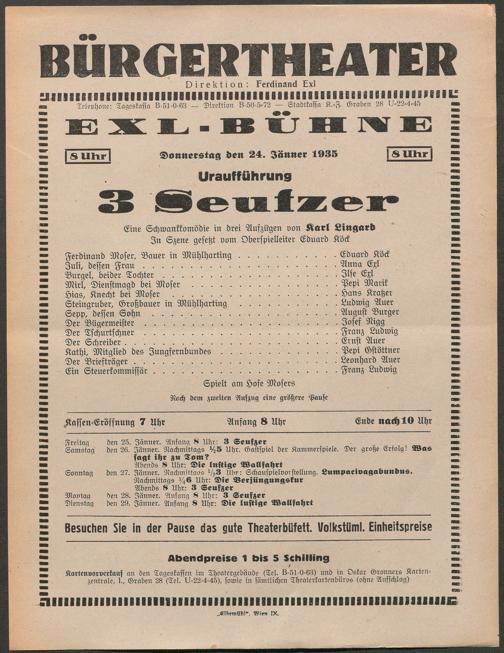 BÜRGERTHEATER
Direktion: Ferdinand Exl
Telephone: Tageskassa B-51-0-63 — Direktion B-50-5-72 — Stadtkassa K.-J. Graben 28 U-22-4-45
EXL-BÜHNE
8 Uhr Donnerstag den 24. Jänner 1935 8 Uhr
Uraufführung
3 Seufzer
Eine Schwankkomödie in drei Aufzügen von Karl Lingard
In Szene gesetzt vom Oberspielleiter Eduard Köck
Ferdinand Moser, Bauer in Mühlharting . . . Eduard Köck
Juli, dessen Frau . . . Anna Exl
Burgel, beider Tochter . . . Ilse Exl
Mirl, Dienstmagd bei Moser . . . Pepi Marik
Hias, Knecht bei Moser . . . Hans Kratzer
Steingruber, Großbauer in Mühlharting . . . Ludwig Auer
Sepp, dessen Sohn . . . August Burger
Der Bürgermeister . . . Josef Nigg
Der Tschurtschner . . . Franz Ludwig
Der Schreiber . . . Ernst Auer
Kathi, Mitglied des Jungfernbundes . . . Pepi Gstöttner
Der Briefträger . . . Leonhard Auer
Ein Steuerkommissär . . . Franz Ludwig
Spielt am Hofe Mosers
Nach dem zweiten Aufzug eine größere Pause
Kassen-Eröffnung 7 Uhr Anfang 8 Uhr Ende nach 10 Uhr
Freitag den 25. Jänner. Anfang 8 Uhr: 3 Seufzer
Samstag den 26. Jänner. Nachmittags ½5 Uhr. Gastspiel der Kammerspiele. Der große Erfolg! Was
sagt ihr zu Tom?
Abends 8 Uhr: Die lustige Wallfahrt
Sonntag den 27. Jänner. Nachmittags ½3 Uhr: Schauspielvorstellung. Lumpacivagabundus.
Nachmittags ¼6 Uhr: Die Verjüngungskur
Abends 8 Uhr: 3 Seufzer
Montag den 28. Jänner. Anfang 8 Uhr: 3 Seufzer
Dienstag den 29. Jänner. Anfang 8 Uhr: Die lustige Wallfahrt
Besuchen Sie in der Pause das gute Theaterbüfett. Volkstüml. Einheitspreise
Abendpreise 1 bis 5 Schilling
Kartenvorverkauf an den Tageskassen im Theatergebäude (Tel. B-51-0-63) und in Oskar Gronners Karten-
zentrale, I., Graben 28 (Tel. U-22-4-45), sowie in sämtlichen Theaterkartenbüros (ohne Aufschlag)
„Elbemühl“, Wien IX.